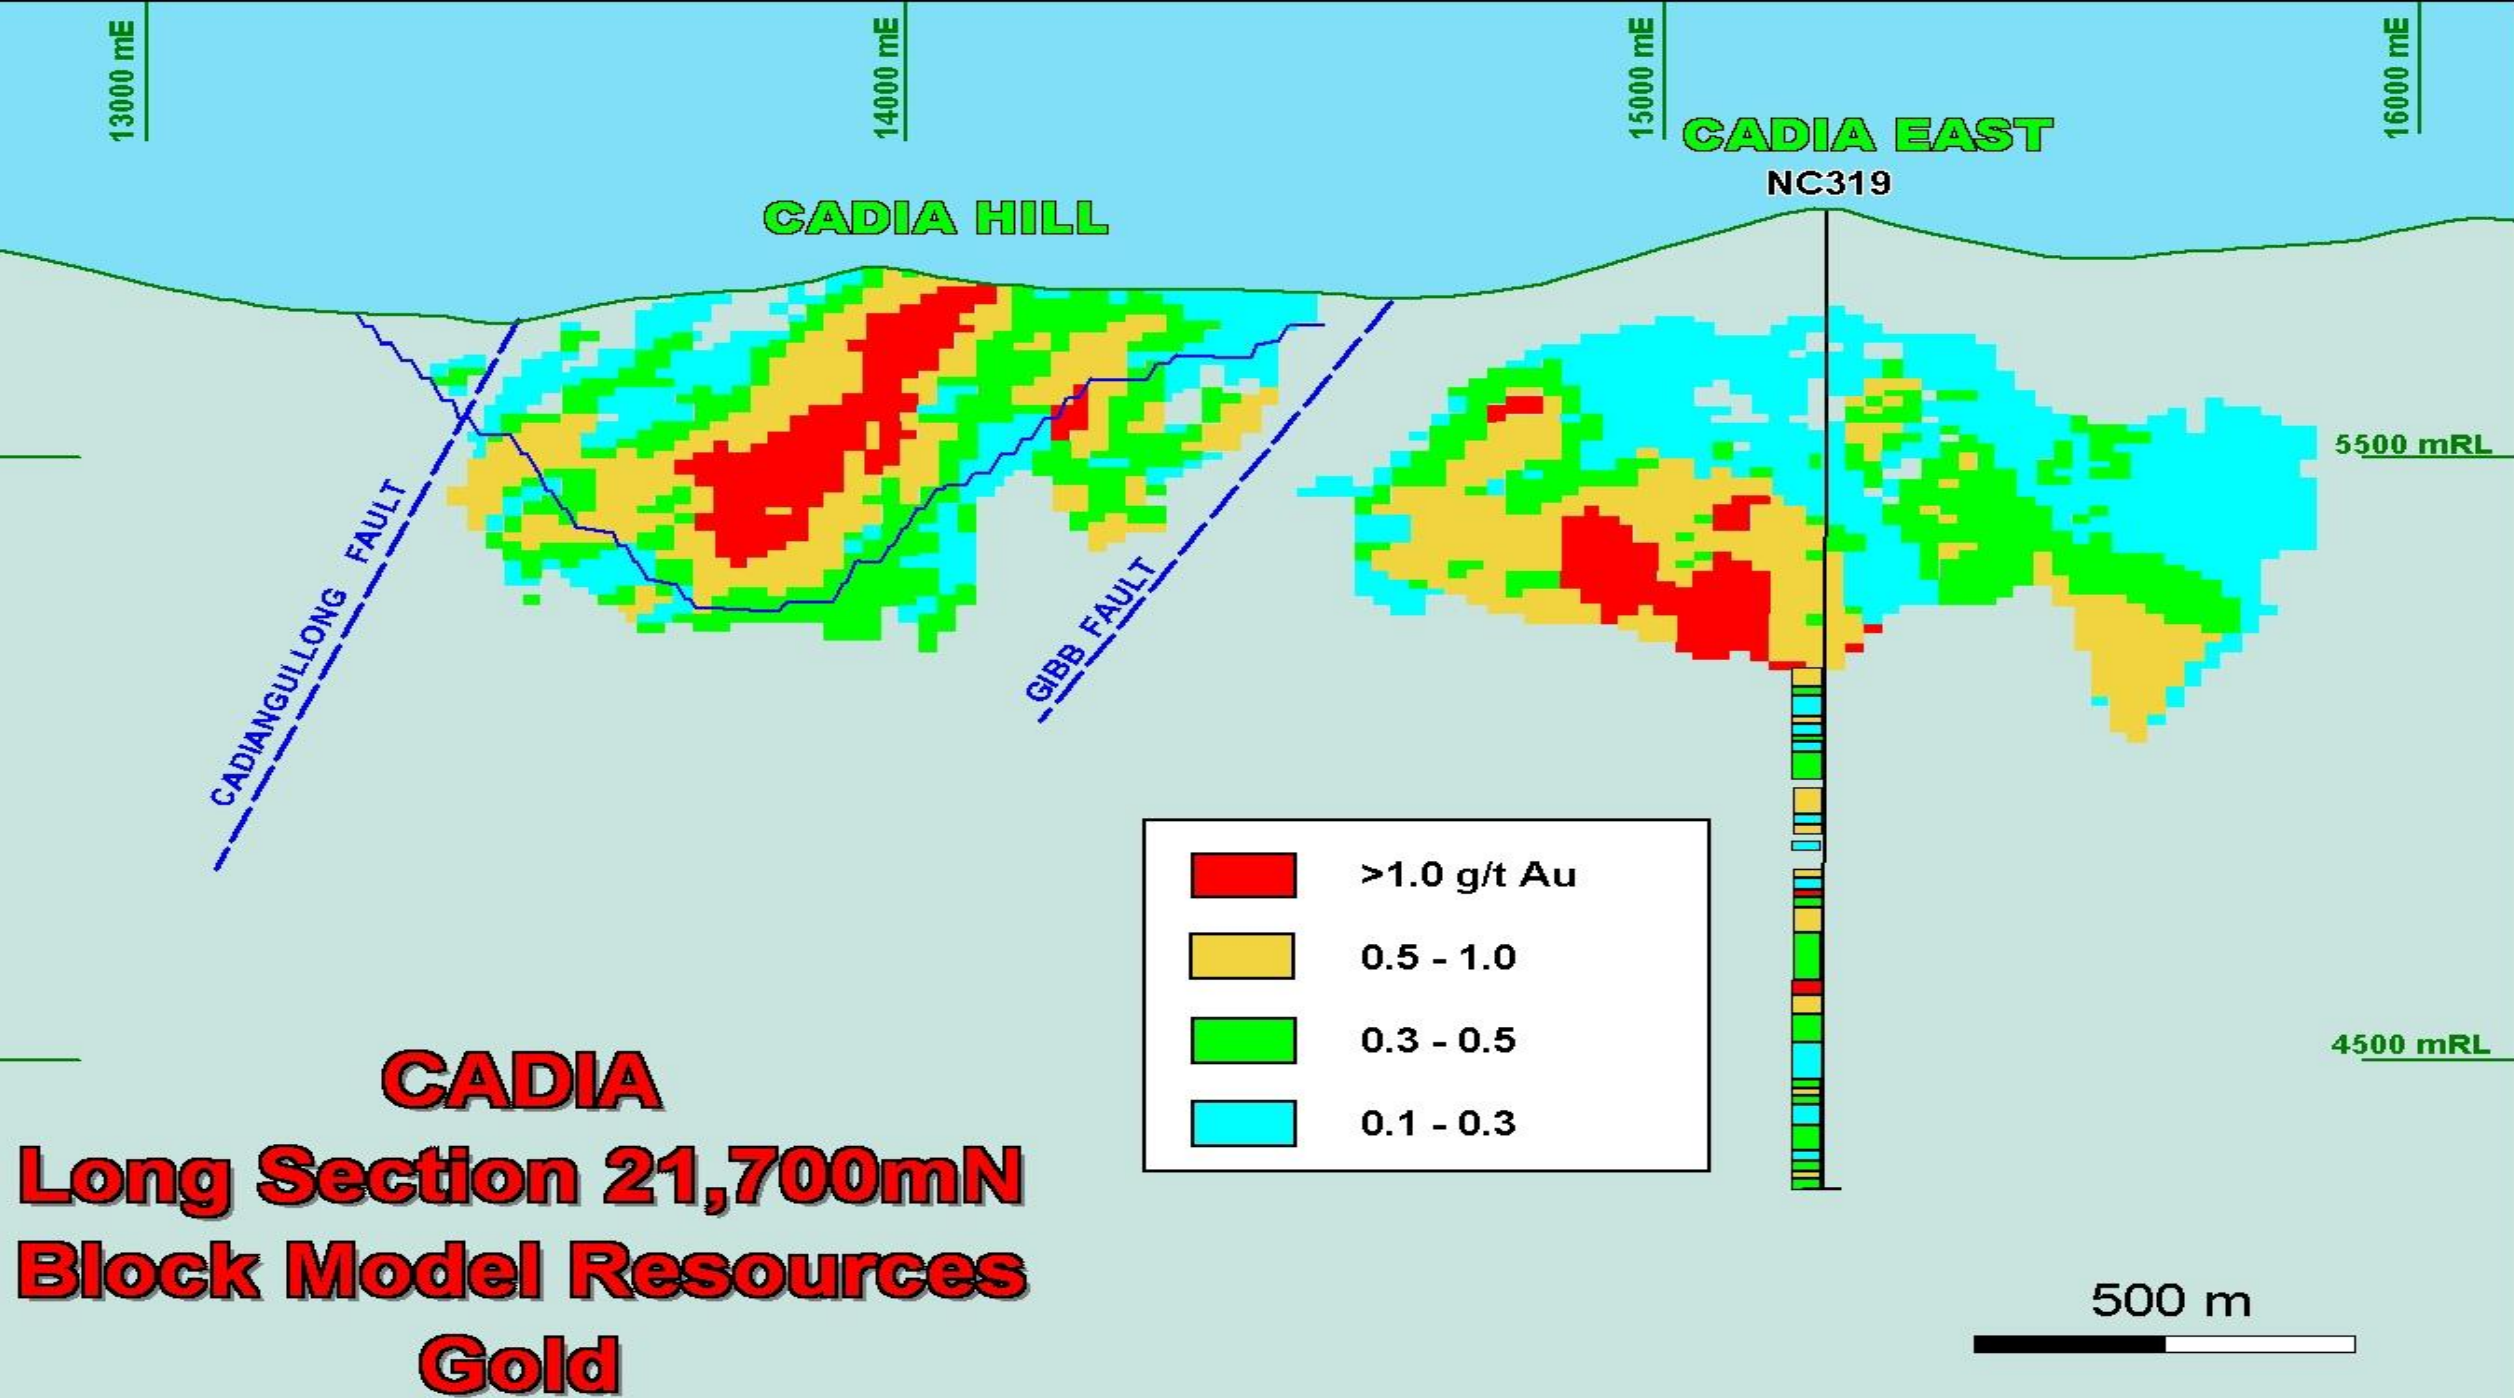 13000 mE
14000 mE
15000 mE
16000 mE
CADIA EAST
NC319
CADIA HILL
5500 mRL
CADIANGULLONG FAULT
GIBB FAULT
>1.0 g/t Au
0.5 - 1.0
0.3 - 0.5
0.1 - 0.3
4500 mRL
CADIA
Long Section 21,700mN
Block Model Resources
Gold
500 m